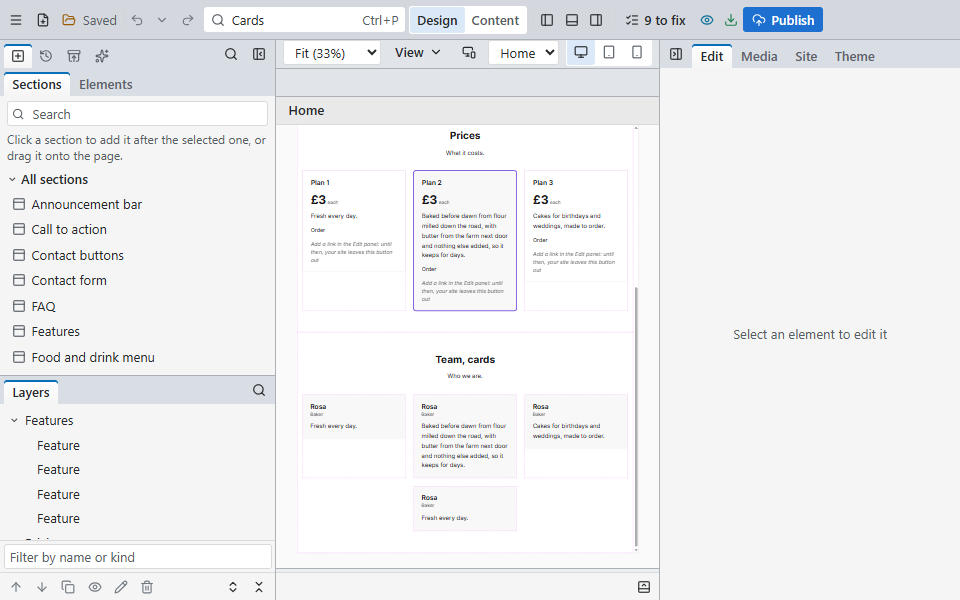 Saved
Cards
Ctrl+P
Design
Content
9 to fix
Publish
Sections
Elements
Search
Click a section to add it after the selected one, or
drag it onto the page.
All sections
Announcement bar
Call to action
Contact buttons
Contact form
FAQ
Features
Food and drink menu
Layers
Features
Feature
Feature
Feature
Feature
Filter by name or kind
Fit (33%)
View
Home
Home
Prices
What it costs.
Plan 1
£3 each
Fresh every day.
Order
Add a link in the Edit panel: until
then, your site leaves this button
out
Plan 2
£3 each
Baked before dawn from flour
milled down the road, with
butter from the farm next door
and nothing else added, so it
keeps for days.
Order
Add a link in the Edit panel: until
then, your site leaves this button
out
Plan 3
£3 each
Cakes for birthdays and
weddings, made to order.
Order
Add a link in the Edit panel: until
then, your site leaves this button
out
Team, cards
Who we are.
Rosa
Baker
Fresh every day.
Rosa
Baker
Baked before dawn from flour
milled down the road, with
butter from the farm next door
and nothing else added, so it
keeps for days.
Rosa
Baker
Cakes for birthdays and
weddings, made to order.
Rosa
Baker
Fresh every day.
Edit
Media
Site
Theme
Select an element to edit it